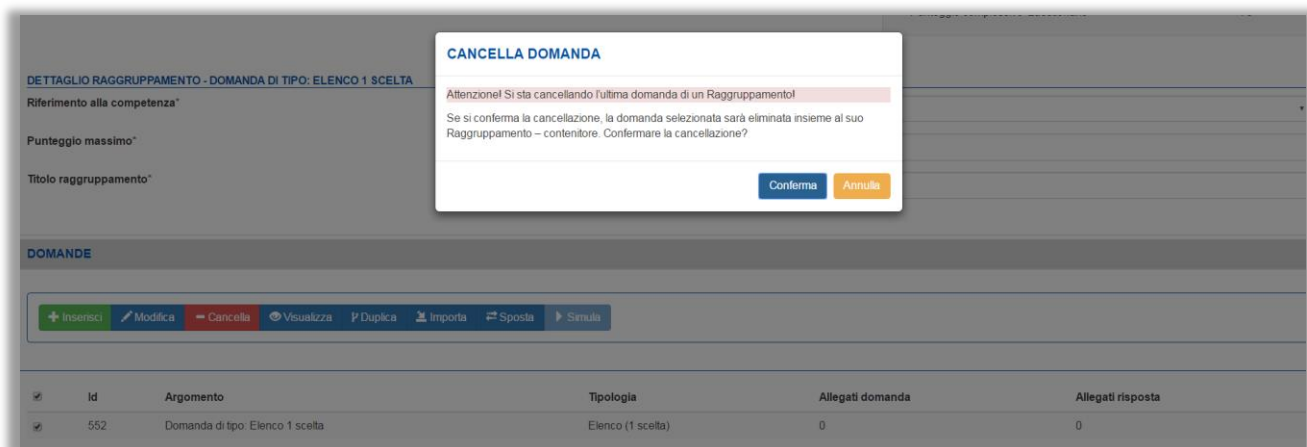 CANCELLA DOMANDA
Attenzione! Si sta cancellando l'ultima domanda di un Raggruppamento!
Se si conferma la cancellazione, la domanda selezionata sarà eliminata insieme al suo
Raggruppamento – contenitore. Confermare la cancellazione?
Conferma Annulla
DETTAGLIO RAGGRUPPAMENTO - DOMANDA DI TIPO: ELENCO 1 SCELTA
Riferimento alla competenza*
Punteggio massimo*
Titolo raggruppamento*
DOMANDE
Inserisci Modifica Cancella Visualizza Duplica Importa Sposta Simula
Id Argomento Tipologia Allegati domanda Allegati risposta
552 Domanda di tipo: Elenco 1 scelta Elenco (1 scelta) 0 0